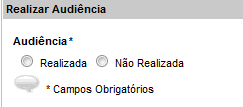 Realizar Audiência
Audiência*
Realizada Não Realizada
* Campos Obrigatórios